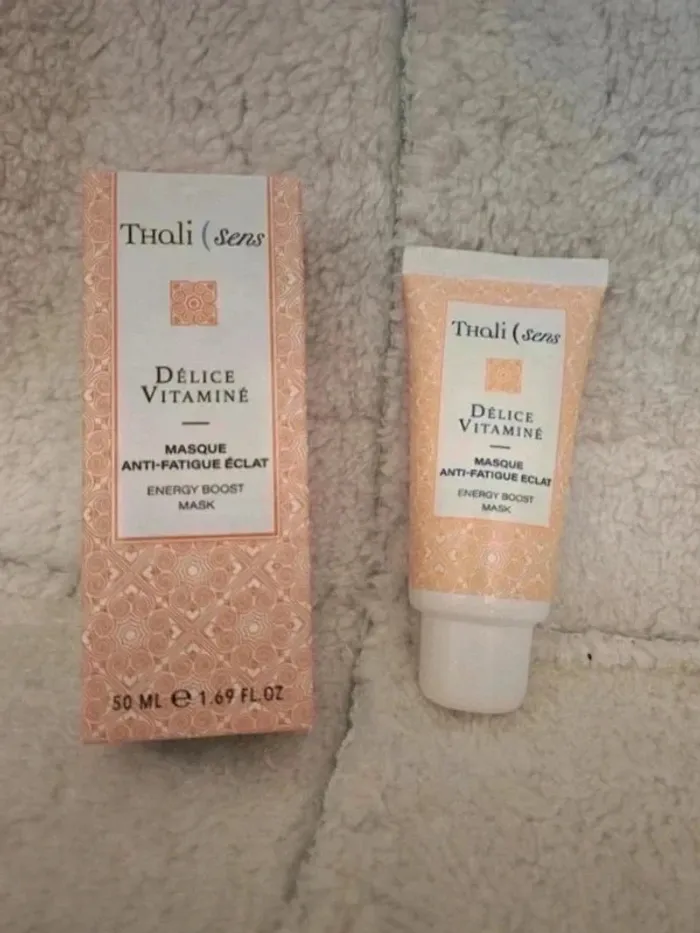 Thali ( sens
DÉLICE
VITAMINÉ
MASQUE
ANTI-FATIGUE ÉCLAT
ENERGY BOOST
MASK
50 ML ℮ 1.69 FL.OZ
Thali ( sens
DÉLICE
VITAMINÉ
MASQUE
ANTI-FATIGUE ECLAT
ENERGY BOOST
MASK